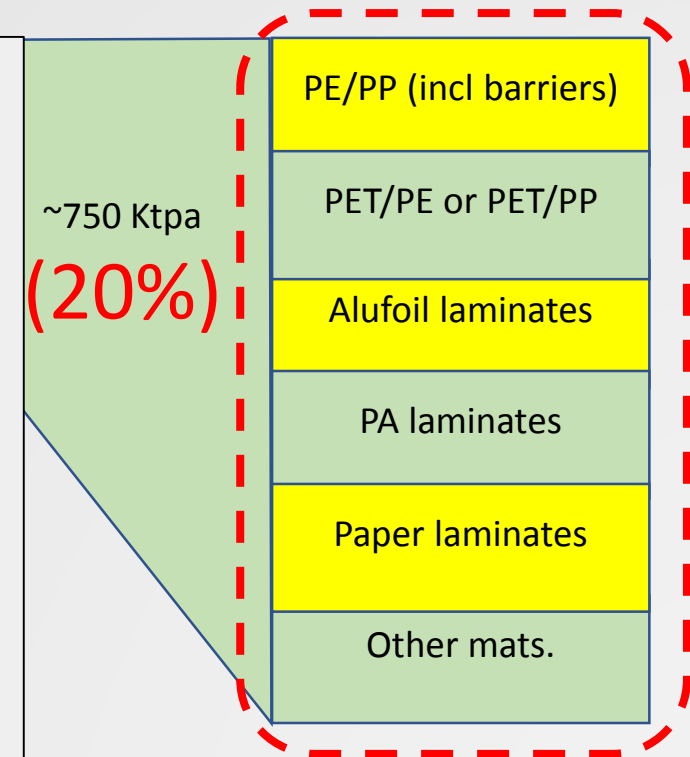 ~750 Ktpa
(20%)
PE/PP (incl barriers)
PET/PE or PET/PP
Alufoil laminates
PA laminates
Paper laminates
Other mats.